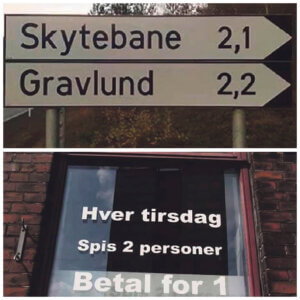 Skytebane 2,1
Gravlund 2,2
Hver tirsdag
Spis 2 personer
Betal for 1